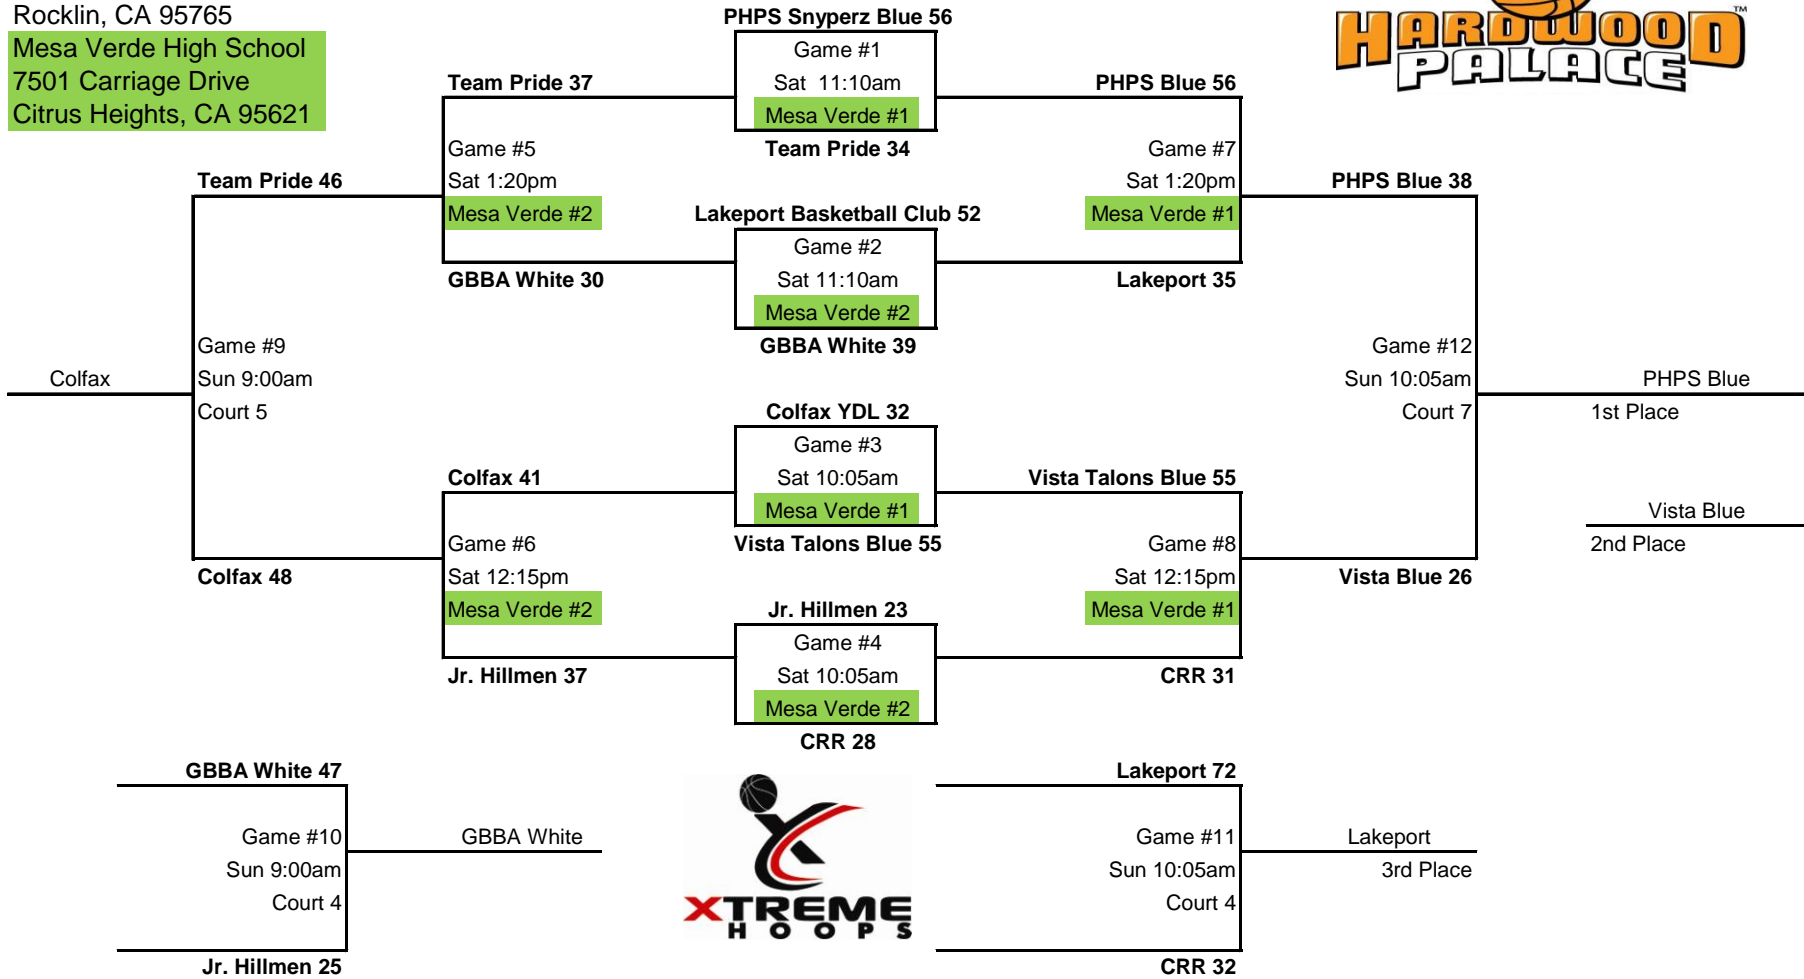 Rocklin, CA 95765
Mesa Verde High School
7501 Carriage Drive
Citrus Heights, CA 95621
HARDWOOD
PALACE
TM
PHPS Snyperz Blue 56
Game #1
Sat 11:10am
Mesa Verde #1
Team Pride 34
Team Pride 37
Game #5
Sat 1:20pm
Mesa Verde #2
GBBA White 30
PHPS Blue 56
Game #7
Sat 1:20pm
Mesa Verde #1
Lakeport 35
Lakeport Basketball Club 52
Game #2
Sat 11:10am
Mesa Verde #2
GBBA White 39
Team Pride 46
Game #9
Sun 9:00am
Court 5
Colfax 48
Colfax
PHPS Blue 38
Game #12
Sun 10:05am
Court 7
Vista Blue 26
PHPS Blue
1st Place
Vista Blue
2nd Place
Colfax YDL 32
Game #3
Sat 10:05am
Mesa Verde #1
Vista Talons Blue 55
Colfax 41
Game #6
Sat 12:15pm
Mesa Verde #2
Jr. Hillmen 37
Vista Talons Blue 55
Game #8
Sat 12:15pm
Mesa Verde #1
CRR 31
Jr. Hillmen 23
Game #4
Sat 10:05am
Mesa Verde #2
CRR 28
GBBA White 47
Game #10
Sun 9:00am
Court 4
Jr. Hillmen 25
GBBA White
XTREME
HOOPS
Lakeport 72
Game #11
Sun 10:05am
Court 4
CRR 32
Lakeport
3rd Place